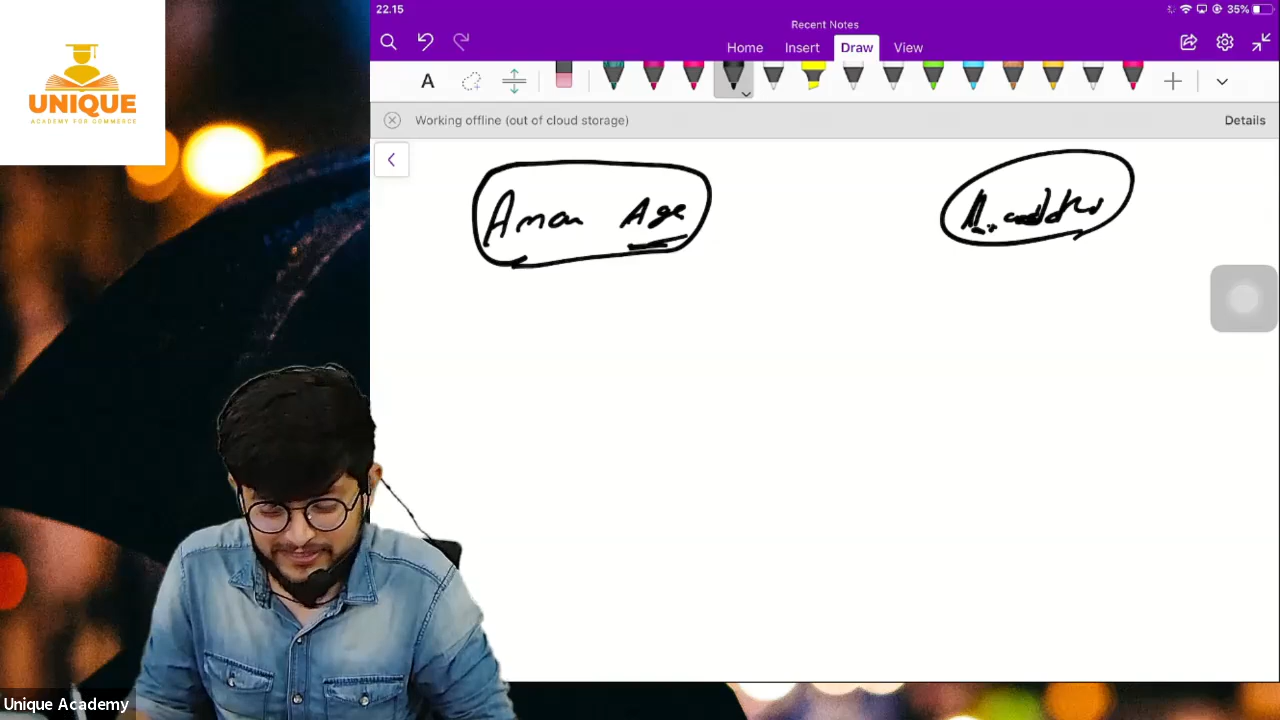 22.15
35%
Recent Notes
Home Insert Draw View
A
Working offline (out of cloud storage) Details
Aman Age
UNIQUE
ACADEMY FOR COMMERCE
Unique Academy